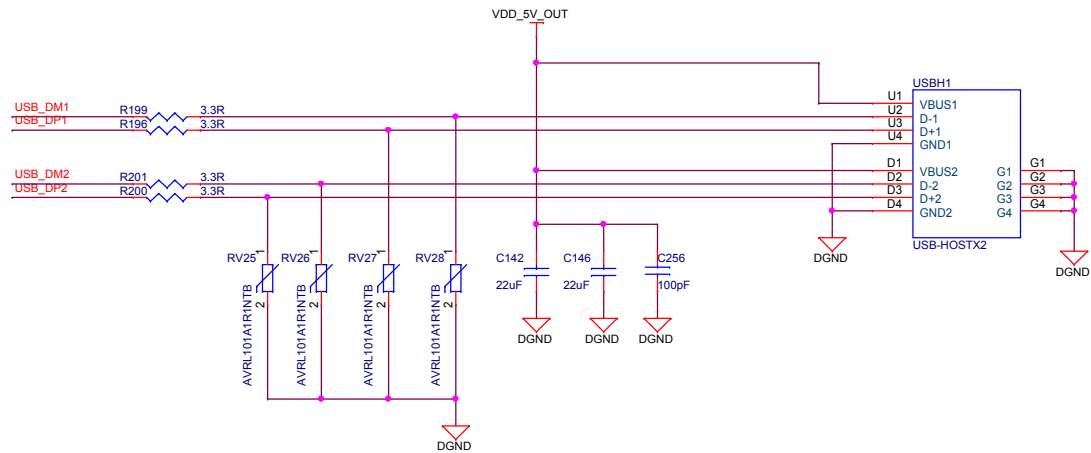 VDD_5V_OUT
USBH1
USB_DM1 R199 3.3R U1 VBUS1
USB_DP1 R196 3.3R U2 D-1
U3 D+1
U4 GND1
USB_DM2 R201 3.3R D1 VBUS2 G1 G1
USB_DP2 R200 3.3R D2 D-2 G2 G2
D3 D+2 G3 G3
D4 GND2 G4 G4
USB-HOSTX2
DGND
DGND
RV25 1 2 AVRL101A1R1NTB
RV26 1 2 AVRL101A1R1NTB
RV27 1 2 AVRL101A1R1NTB
RV28 1 2 AVRL101A1R1NTB
C142 C146 C256
22uF 22uF 100pF
DGND DGND DGND
DGND